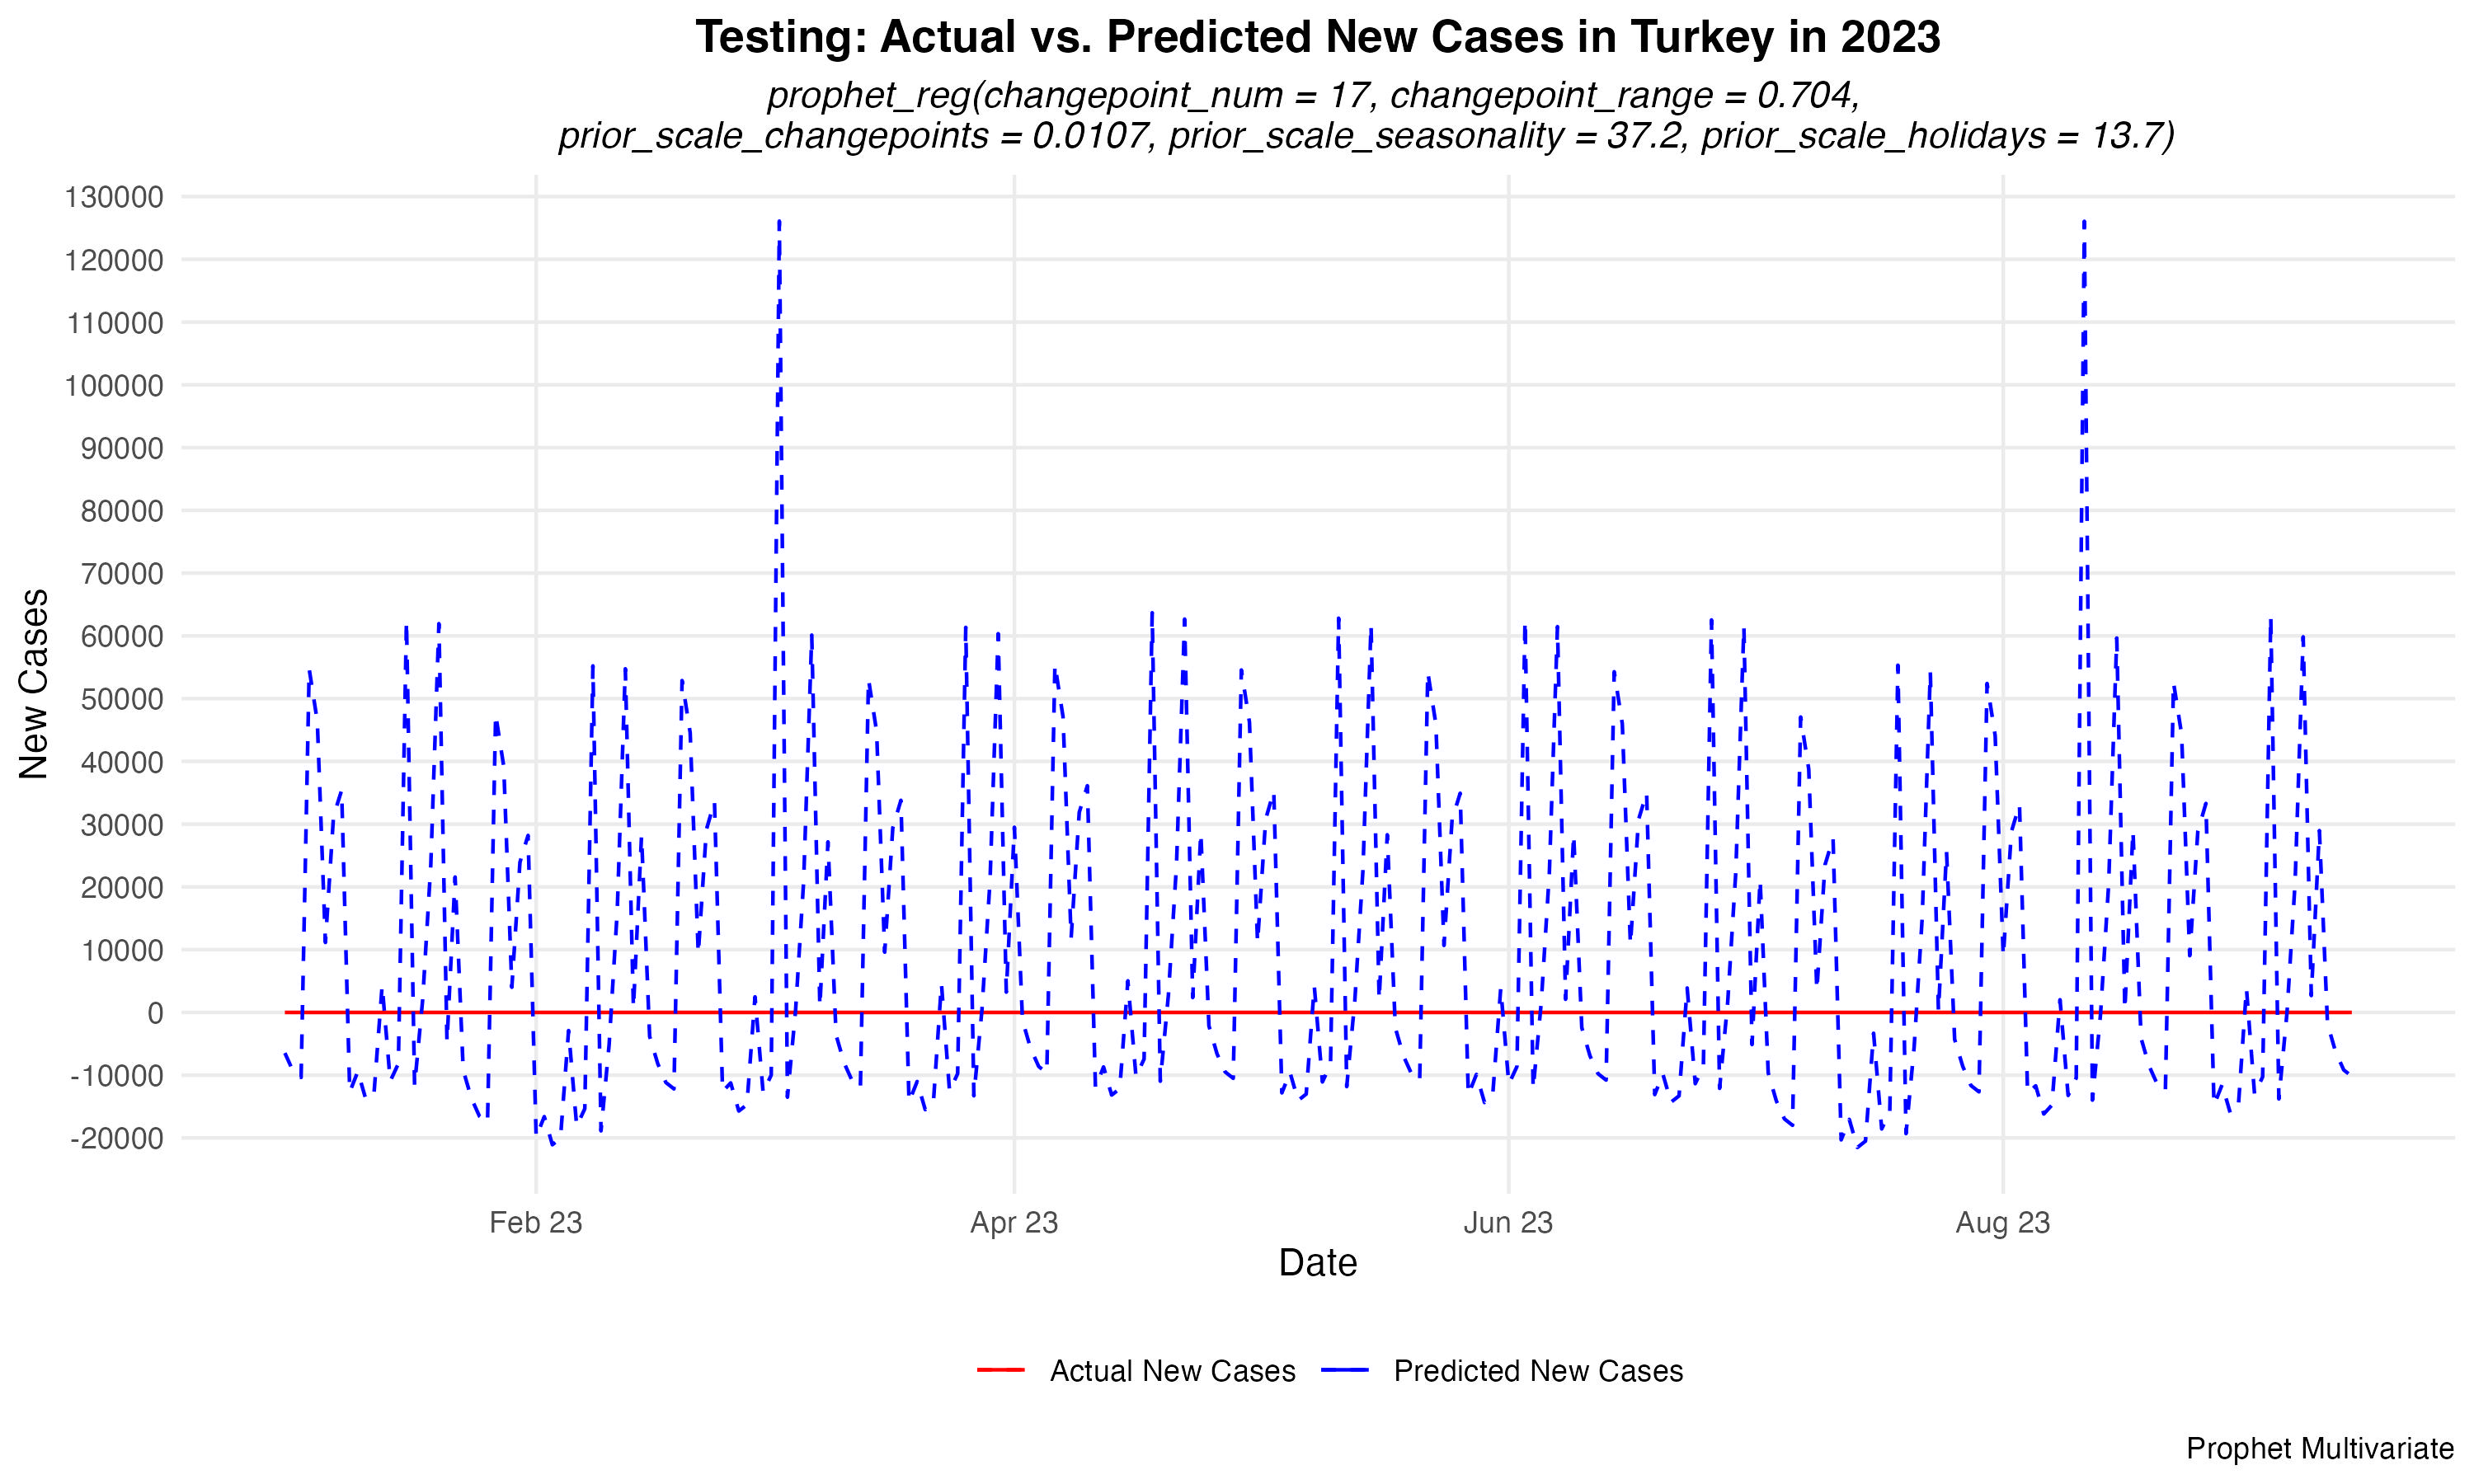 Testing: Actual vs. Predicted New Cases in Turkey in 2023
prophet_reg(changepoint_num = 17, changepoint_range = 0.704,
prior_scale_changepoints = 0.0107, prior_scale_seasonality = 37.2, prior_scale_holidays = 13.7)
130000
120000
110000
100000
90000
80000
70000
60000
50000
40000
30000
20000
10000
0
-10000
-20000
New Cases
Feb 23 Apr 23 Jun 23 Aug 23
Date
Actual New Cases Predicted New Cases
Prophet Multivariate